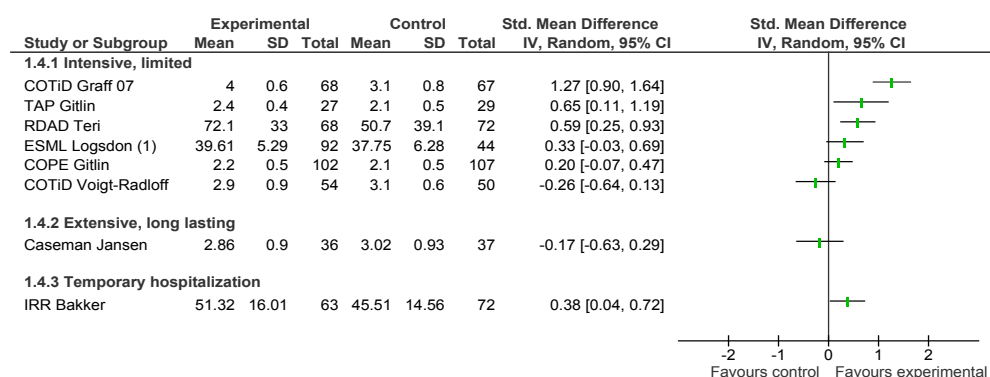 Experimental Control Std. Mean Difference Std. Mean Difference
Study or Subgroup Mean SD Total Mean SD Total IV, Random, 95% CI IV, Random, 95% CI
1.4.1 Intensive, limited
COTiD Graff 07 4 0.6 68 3.1 0.8 67 1.27 [0.90, 1.64]
TAP Gitlin 2.4 0.4 27 2.1 0.5 29 0.65 [0.11, 1.19]
RDAD Teri 72.1 33 68 50.7 39.1 72 0.59 [0.25, 0.93]
ESML Logsdon (1) 39.61 5.29 92 37.75 6.28 44 0.33 [-0.03, 0.69]
COPE Gitlin 2.2 0.5 102 2.1 0.5 107 0.20 [-0.07, 0.47]
COTiD Voigt-Radloff 2.9 0.9 54 3.1 0.6 50 -0.26 [-0.64, 0.13]
1.4.2 Extensive, long lasting
Caseman Jansen 2.86 0.9 36 3.02 0.93 37 -0.17 [-0.63, 0.29]
1.4.3 Temporary hospitalization
IRR Bakker 51.32 16.01 63 45.51 14.56 72 0.38 [0.04, 0.72]
-2 -1 0 1 2
Favours control Favours experimental